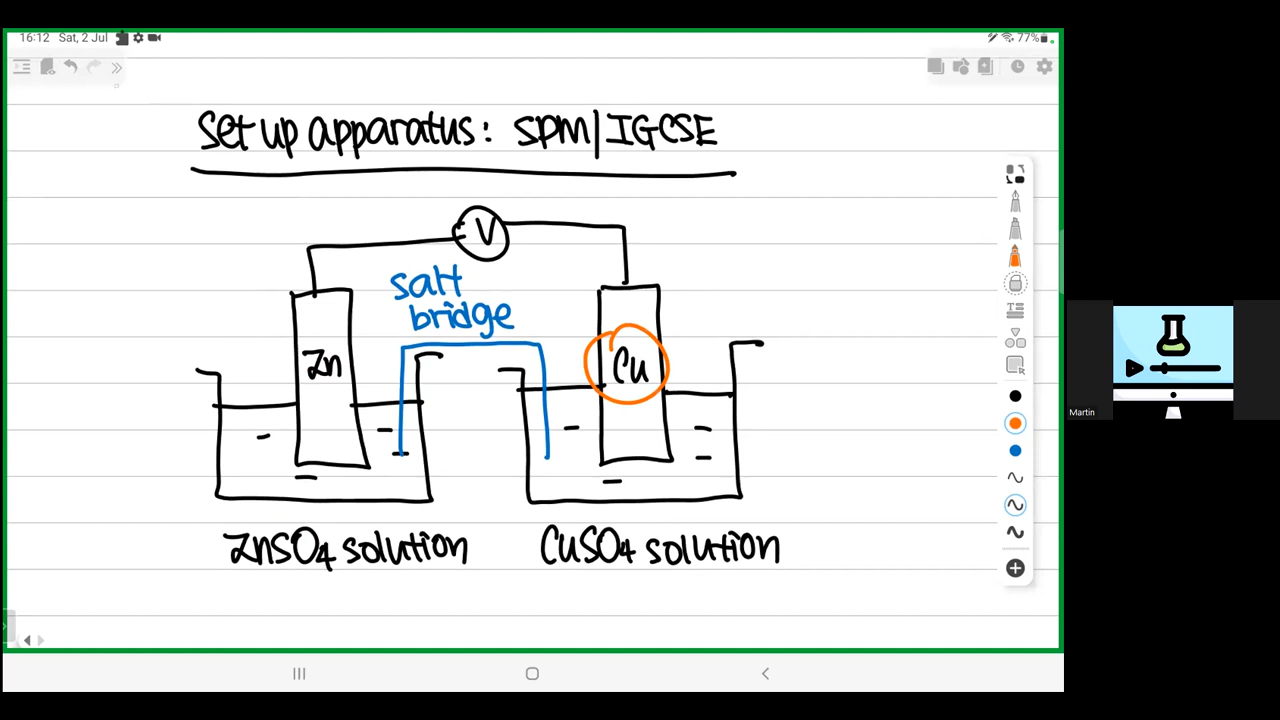 16:12 Sat, 2 Jul
77%
Set up apparatus: SPM/IGCSE
V
salt
bridge
Zn
Cu
ZnSO4 solution
CuSO4 solution
Martin